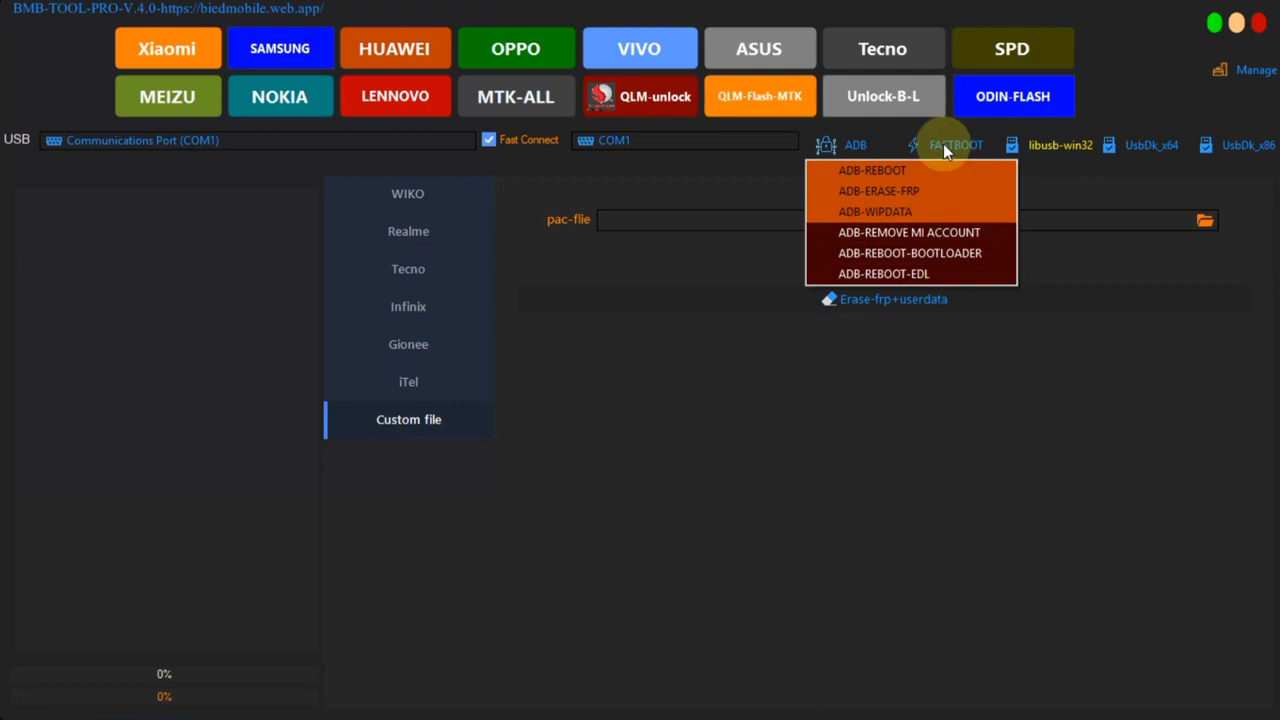 BMB-TOOL-PRO-V.4.0-https://biedmobile.web.app/
Xiaomi SAMSUNG HUAWEI OPPO VIVO ASUS Tecno SPD
Manage
MEIZU NOKIA LENNOVO MTK-ALL QLM-unlock QLM-Flash-MTK Unlock-B-L ODIN-FLASH
USB Communications Port (COM1) Fast Connect COM1 ADB FASTBOOT libusb-win32 UsbDk_x64 UsbDk_x86
ADB-REBOOT
ADB-ERASE-FRP
ADB-WIPDATA
ADB-REMOVE MI ACCOUNT
ADB-REBOOT-BOOTLOADER
ADB-REBOOT-EDL
WIKO
Realme
Tecno
Infinix
Gionee
iTel
Custom file
pac-flie
Erase-frp+userdata
0%
0%